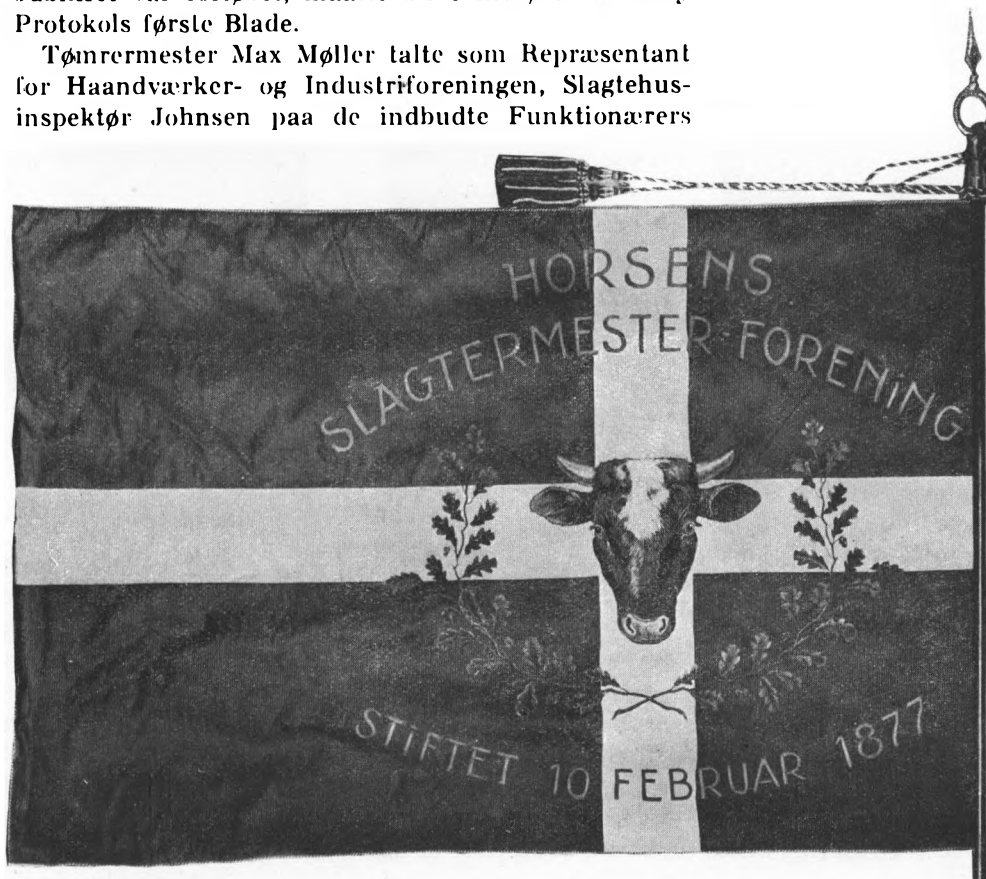 Protokols første Blade.
Tømrermester Max Møller talte som Repræsentant
for Haandværker- og Industriforeningen, Slagtehus-
inspektør Johnsen paa de indbudte Funktionærers
HORSENS
SLAGTERMESTER-FORENING
STIFTET 10 FEBRUAR 1877